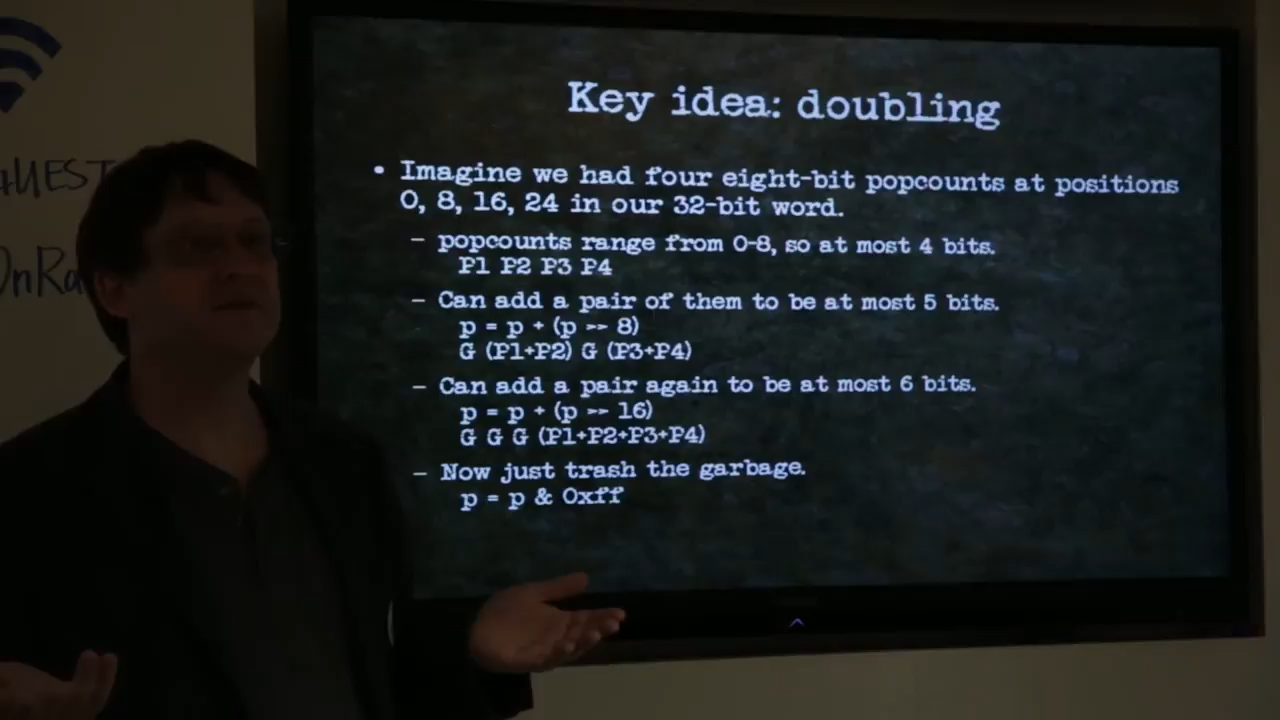 Key idea: doubling
• Imagine we had four eight-bit popcounts at positions
0, 8, 16, 24 in our 32-bit word.
– popcounts range from 0-8, so at most 4 bits.
P1 P2 P3 P4
– Can add a pair of them to be at most 5 bits.
p = p + (p >> 8)
G (P1+P2) G (P3+P4)
– Can add a pair again to be at most 6 bits.
p = p + (p >> 16)
G G G (P1+P2+P3+P4)
– Now just trash the garbage.
p = p & 0xff